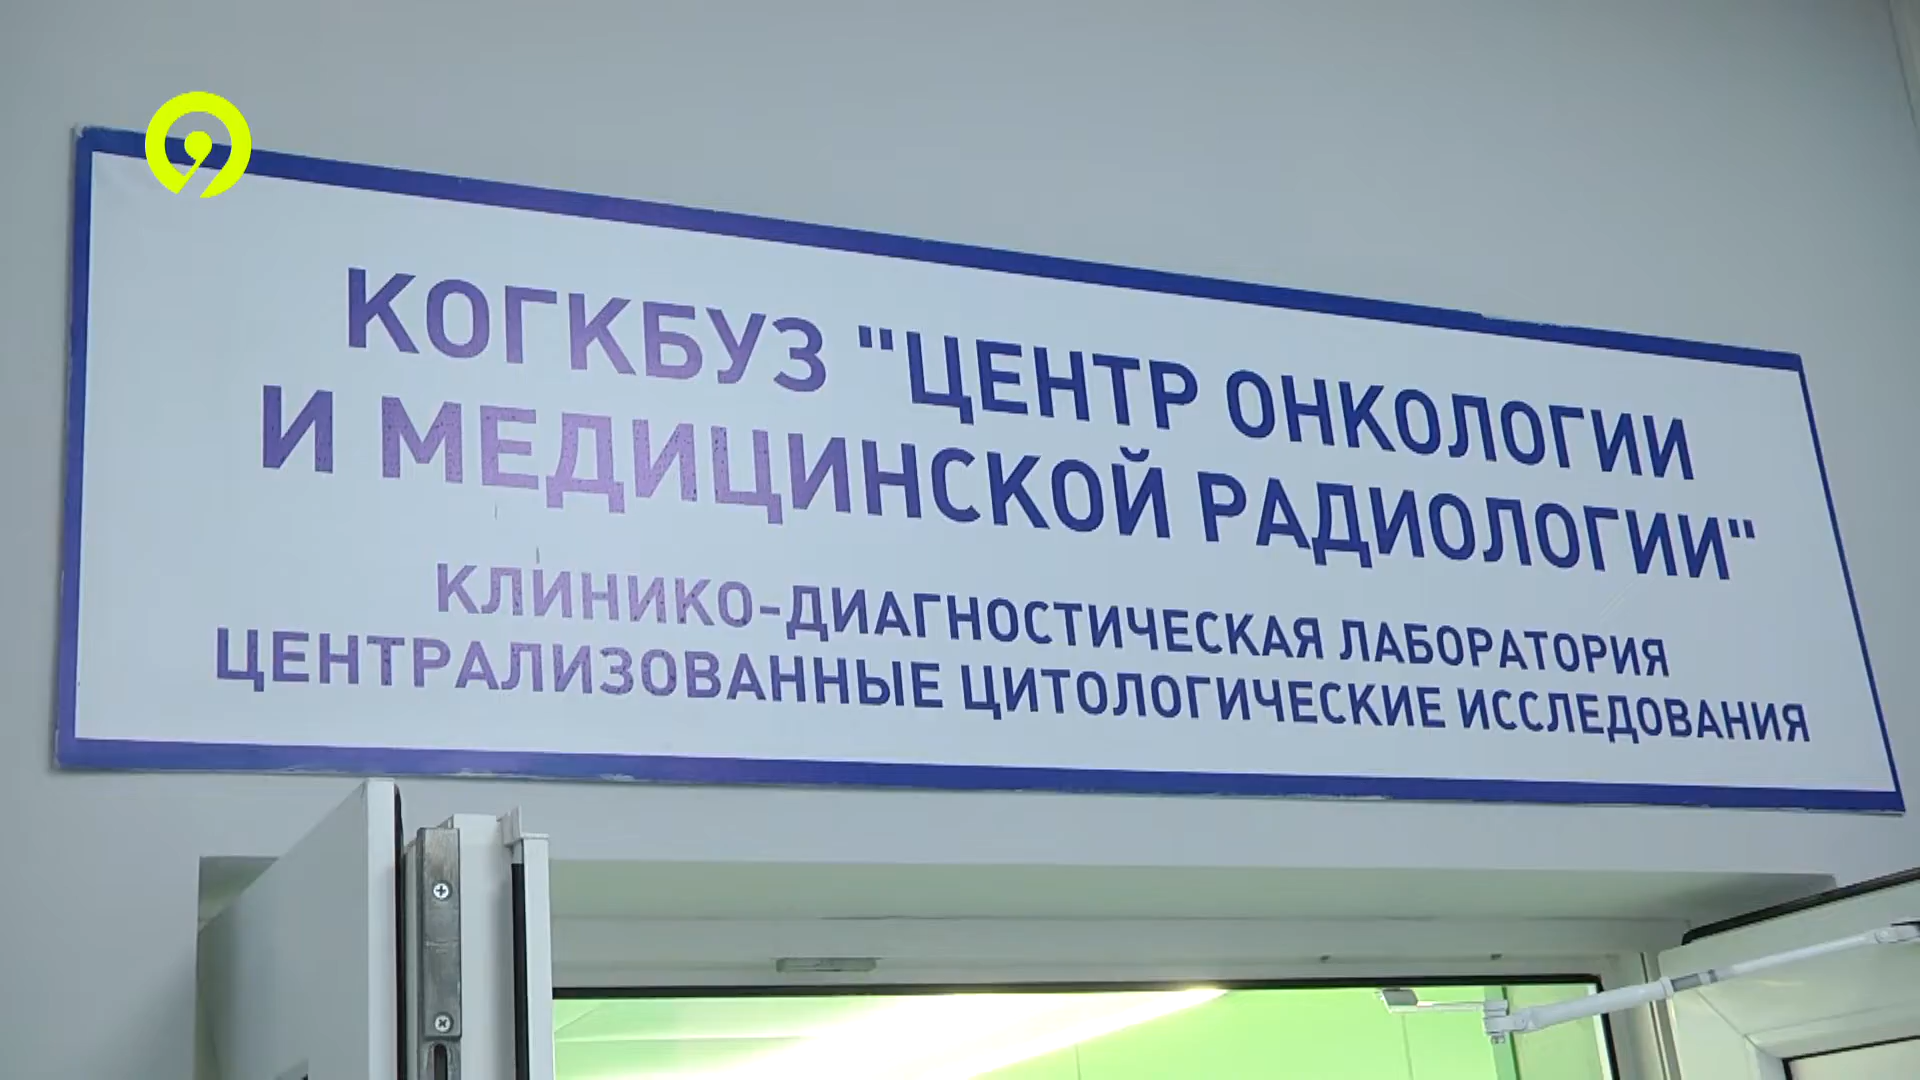 КОГКБУЗ "ЦЕНТР ОНКОЛОГИИ
И МЕДИЦИНСКОЙ РАДИОЛОГИИ"
КЛИНИКО-ДИАГНОСТИЧЕСКАЯ ЛАБОРАТОРИЯ
ЦЕНТРАЛИЗОВАННЫЕ ЦИТОЛОГИЧЕСКИЕ ИССЛЕДОВАНИЯ